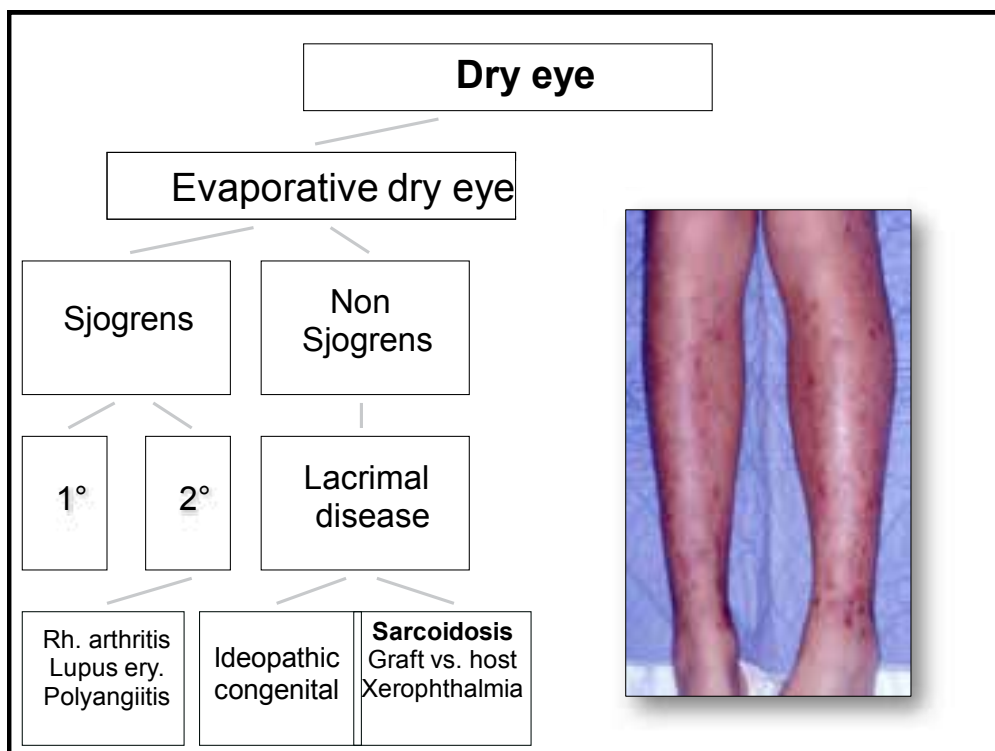 Dry eye
Evaporative dry eye
Sjogrens
Non
Sjogrens
1°
2°
Lacrimal
disease
Rh. arthritis
Lupus ery.
Polyangiitis
Ideopathic
congenital
Sarcoidosis
Graft vs. host
Xerophthalmia